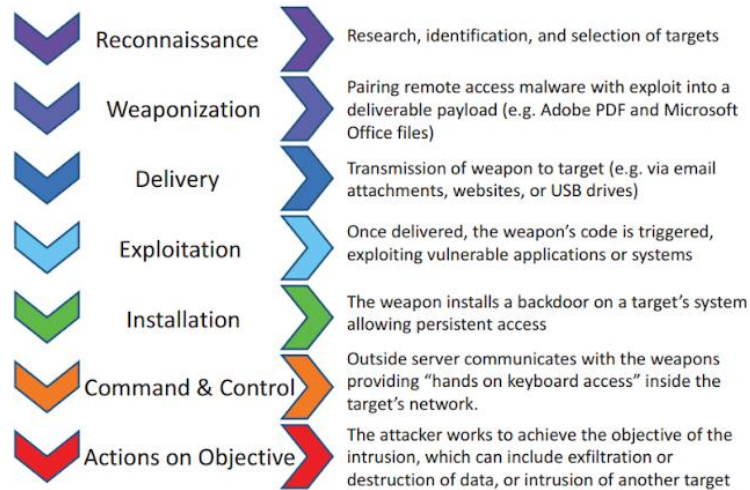 Reconnaissance
Research, identification, and selection of targets
Weaponization
Pairing remote access malware with exploit into a
deliverable payload (e.g. Adobe PDF and Microsoft
Office files)
Delivery
Transmission of weapon to target (e.g. via email
attachments, websites, or USB drives)
Exploitation
Once delivered, the weapon's code is triggered,
exploiting vulnerable applications or systems
Installation
The weapon installs a backdoor on a target's system
allowing persistent access
Command & Control
Outside server communicates with the weapons
providing “hands on keyboard access” inside the
target's network.
Actions on Objective
The attacker works to achieve the objective of the
intrusion, which can include exfiltration or
destruction of data, or intrusion of another target